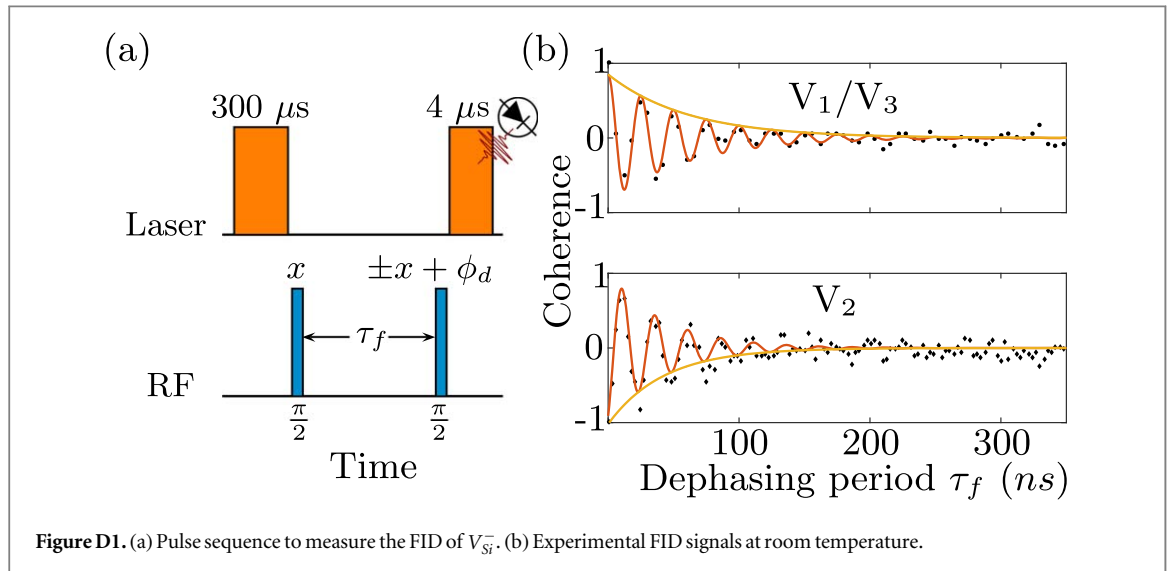 (a)
300 μs
4 μs
Laser
x
±x + ϕ_d
τ_f
RF
π/2
π/2
Time
(b)
1
V₁/V₃
0
-1
Coherence
1
V₂
0
-1
100
200
300
Dephasing period τ_f (ns)
Figure D1. (a) Pulse sequence to measure the FID of V_{Si}^{-}. (b) Experimental FID signals at room temperature.